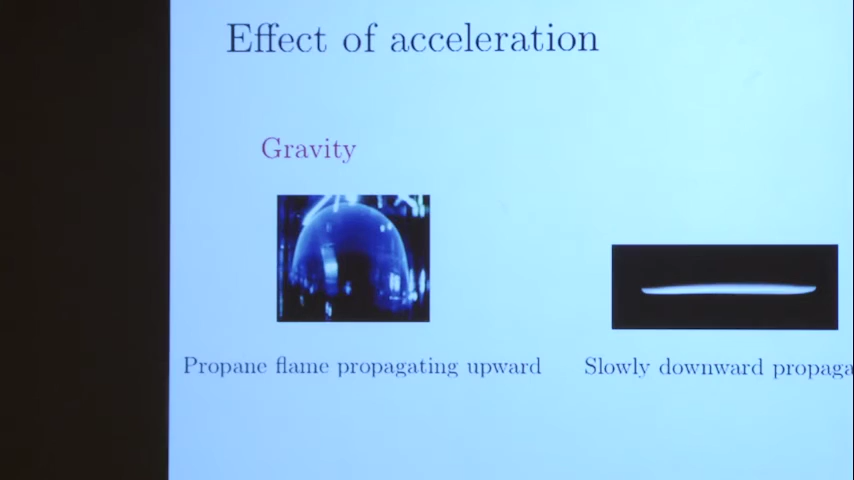 Effect of acceleration
Gravity
Propane flame propagating upward
Slowly downward propaga